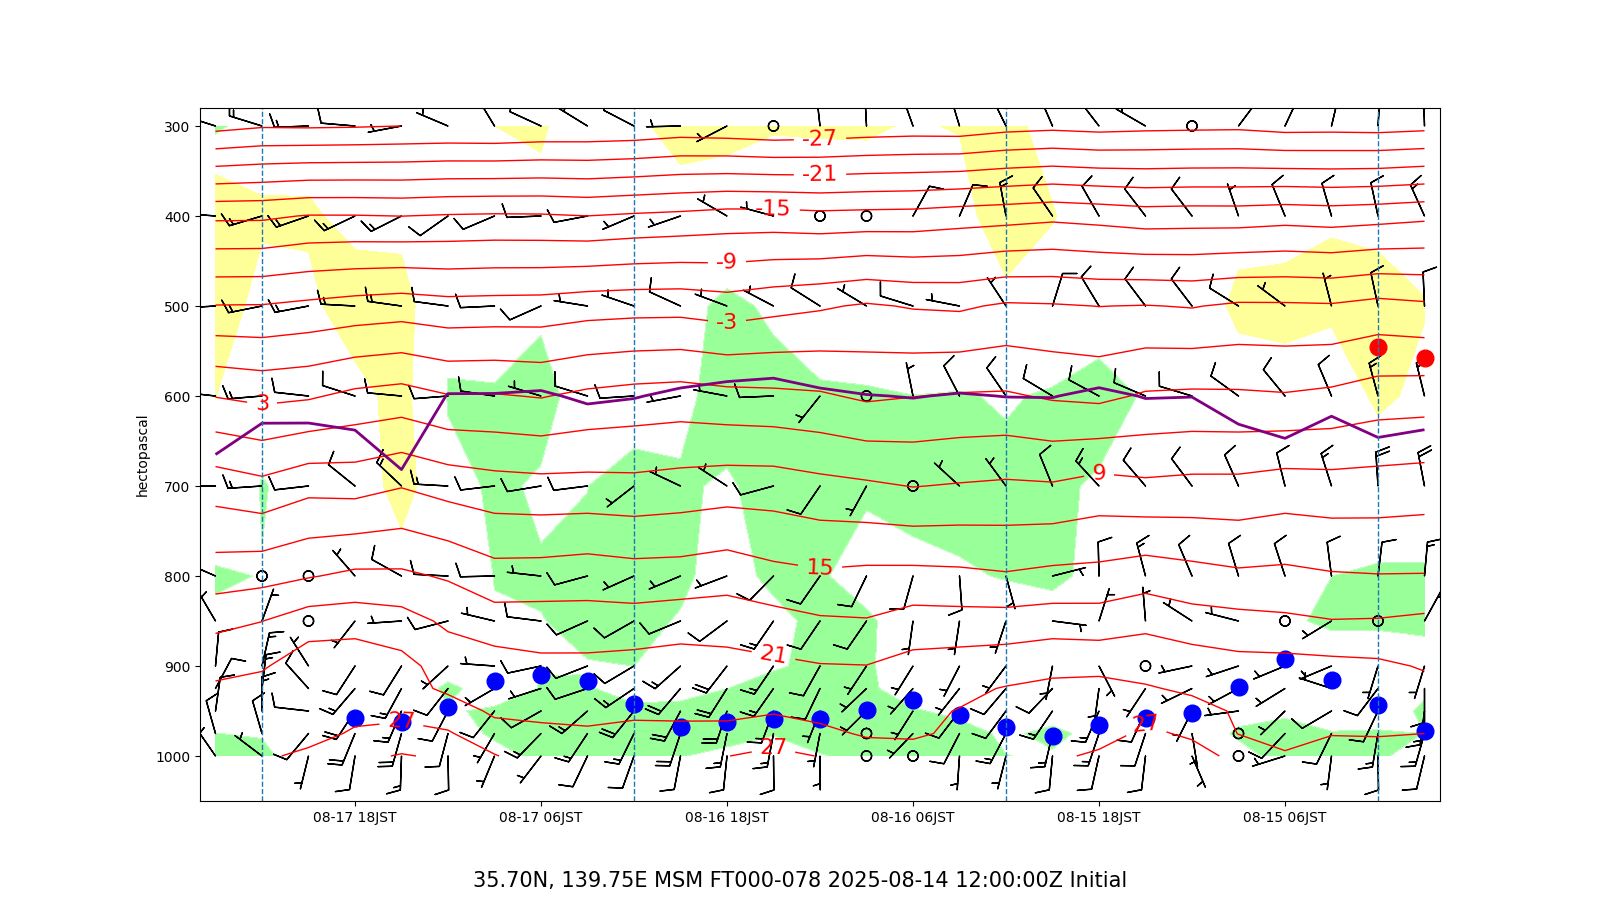 300
400
500
600
700
800
900
1000
hectopascal
-27
-21
-15
-9
-3
3
9
15
21
27
27
27
08-17 18JST
08-17 06JST
08-16 18JST
08-16 06JST
08-15 18JST
08-15 06JST
35.70N, 139.75E MSM FT000-078 2025-08-14 12:00:00Z Initial